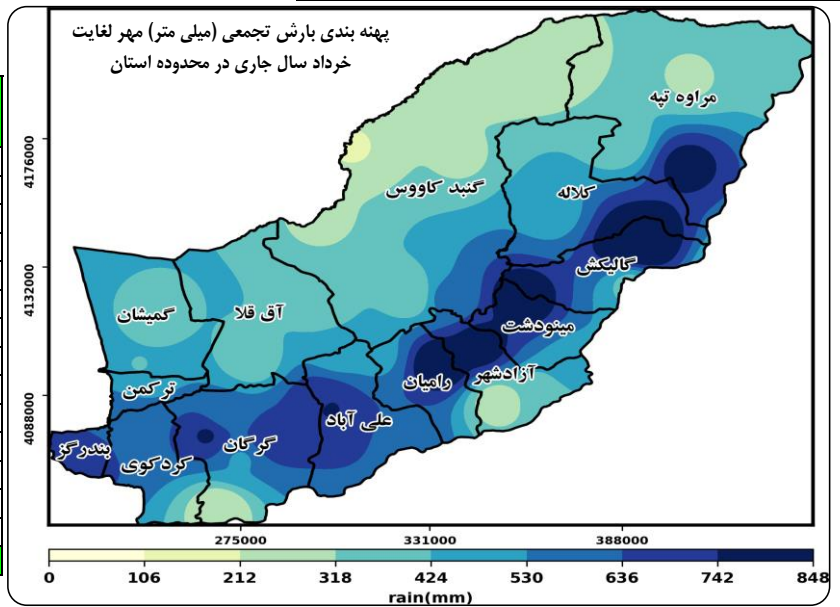 پهنه بندی بارش تجمعی (میلی متر) مهر لغایت
خرداد سال جاری در محدوده استان
مراوه تپه
4176000
گنبد کاووس
کلاله
گالیکش
4132000
گمیشان
آق قلا
مینودشت
آزادشهر
رامیان
ترکمن
4088000
علی آباد
گرگان
بندرگز
کردکوی
275000 331000 388000
0 106 212 318 424 530 636 742 848
rain(mm)